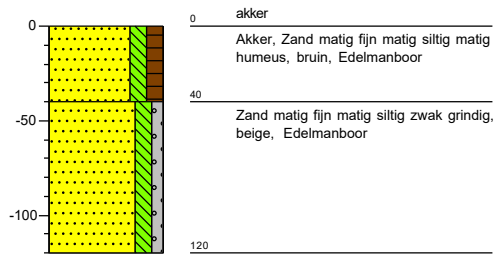 0
-50
-100
0
akker
Akker, Zand matig fijn matig siltig matig
humeus, bruin, Edelmanboor
40
Zand matig fijn matig siltig zwak grindig,
beige, Edelmanboor
120